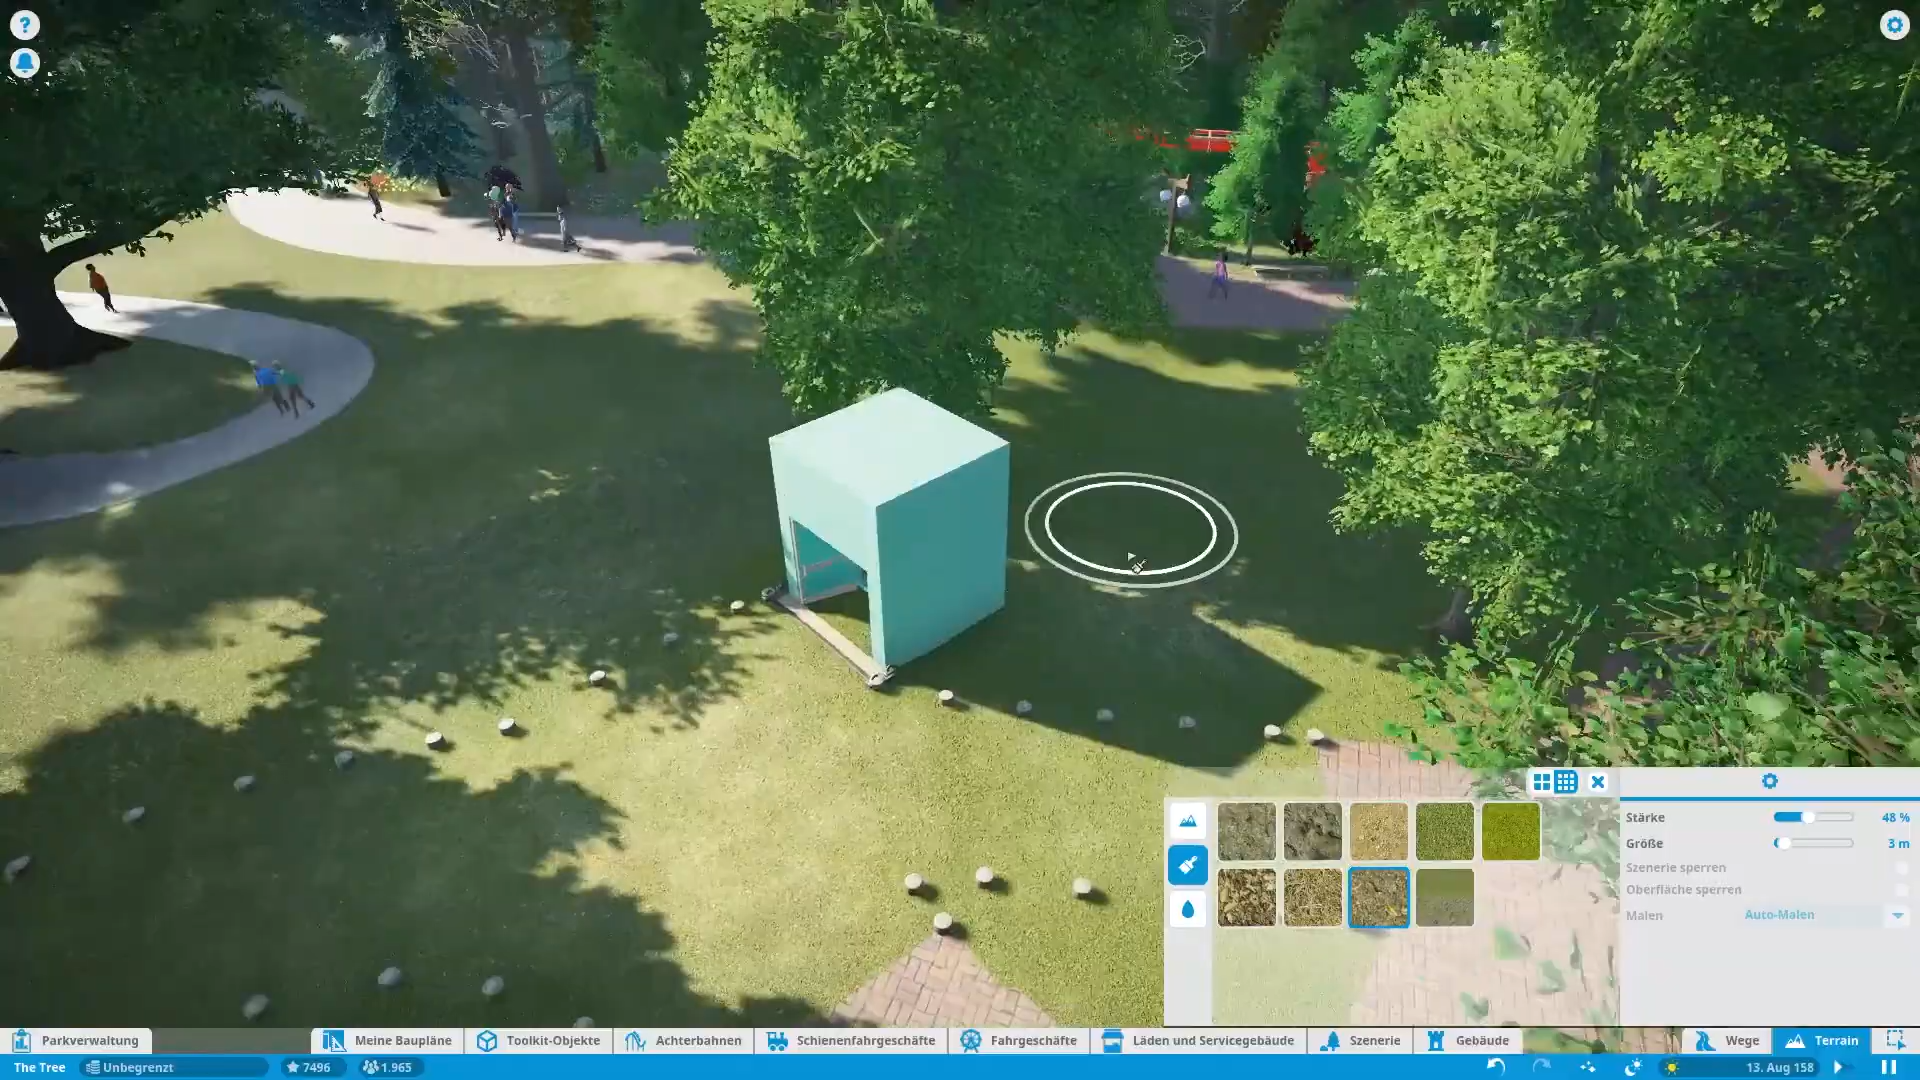 ?
Stärke 48 %
Größe 3 m
Szenerie sperren
Oberfläche sperren
Malen Auto-Malen
Parkverwaltung Meine Baupläne Toolkit-Objekte Achterbahnen Schienenfahrgeschäfte Fahrgeschäfte Läden und Servicegebäude Szenerie Gebäude Wege Terrain
The Tree Unbegrenzt 7496 1.965 13. Aug 158